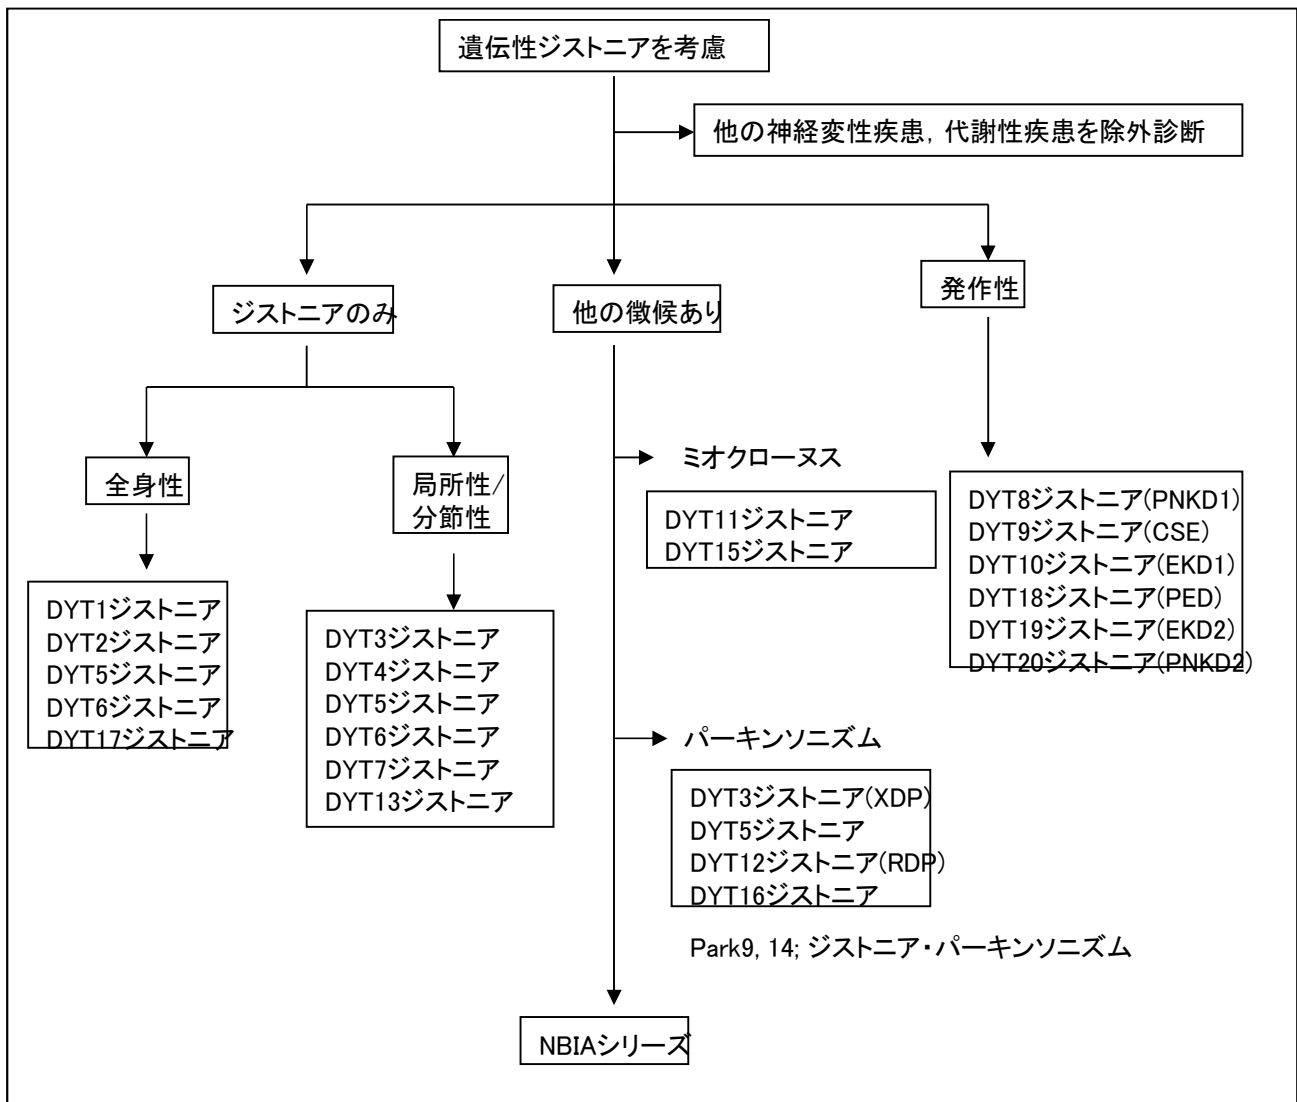 遺伝性ジストニアを考慮
他の神経変性疾患，代謝性疾患を除外診断
ジストニアのみ
他の徴候あり
発作性
全身性
局所性/
分節性
DYT1ジストニア
DYT2ジストニア
DYT5ジストニア
DYT6ジストニア
DYT17ジストニア
DYT3ジストニア
DYT4ジストニア
DYT5ジストニア
DYT6ジストニア
DYT7ジストニア
DYT13ジストニア
ミオクローヌス
DYT11ジストニア
DYT15ジストニア
パーキンソニズム
DYT3ジストニア(XDP)
DYT5ジストニア
DYT12ジストニア(RDP)
DYT16ジストニア
Park9, 14; ジストニア・パーキンソニズム
NBIAシリーズ
DYT8ジストニア(PNKD1)
DYT9ジストニア(CSE)
DYT10ジストニア(EKD1)
DYT18ジストニア(PED)
DYT19ジストニア(EKD2)
DYT20ジストニア(PNKD2)